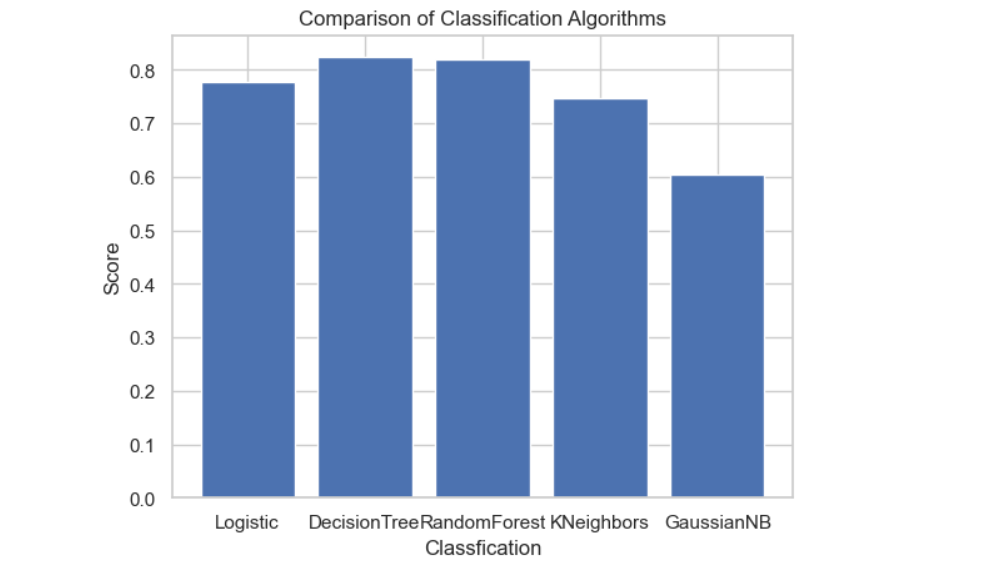 Comparison of Classification Algorithms
0.8
0.7
0.6
0.5
0.4
0.3
0.2
0.1
0.0
Score
Logistic DecisionTree RandomForest KNeighbors GaussianNB
Classfication